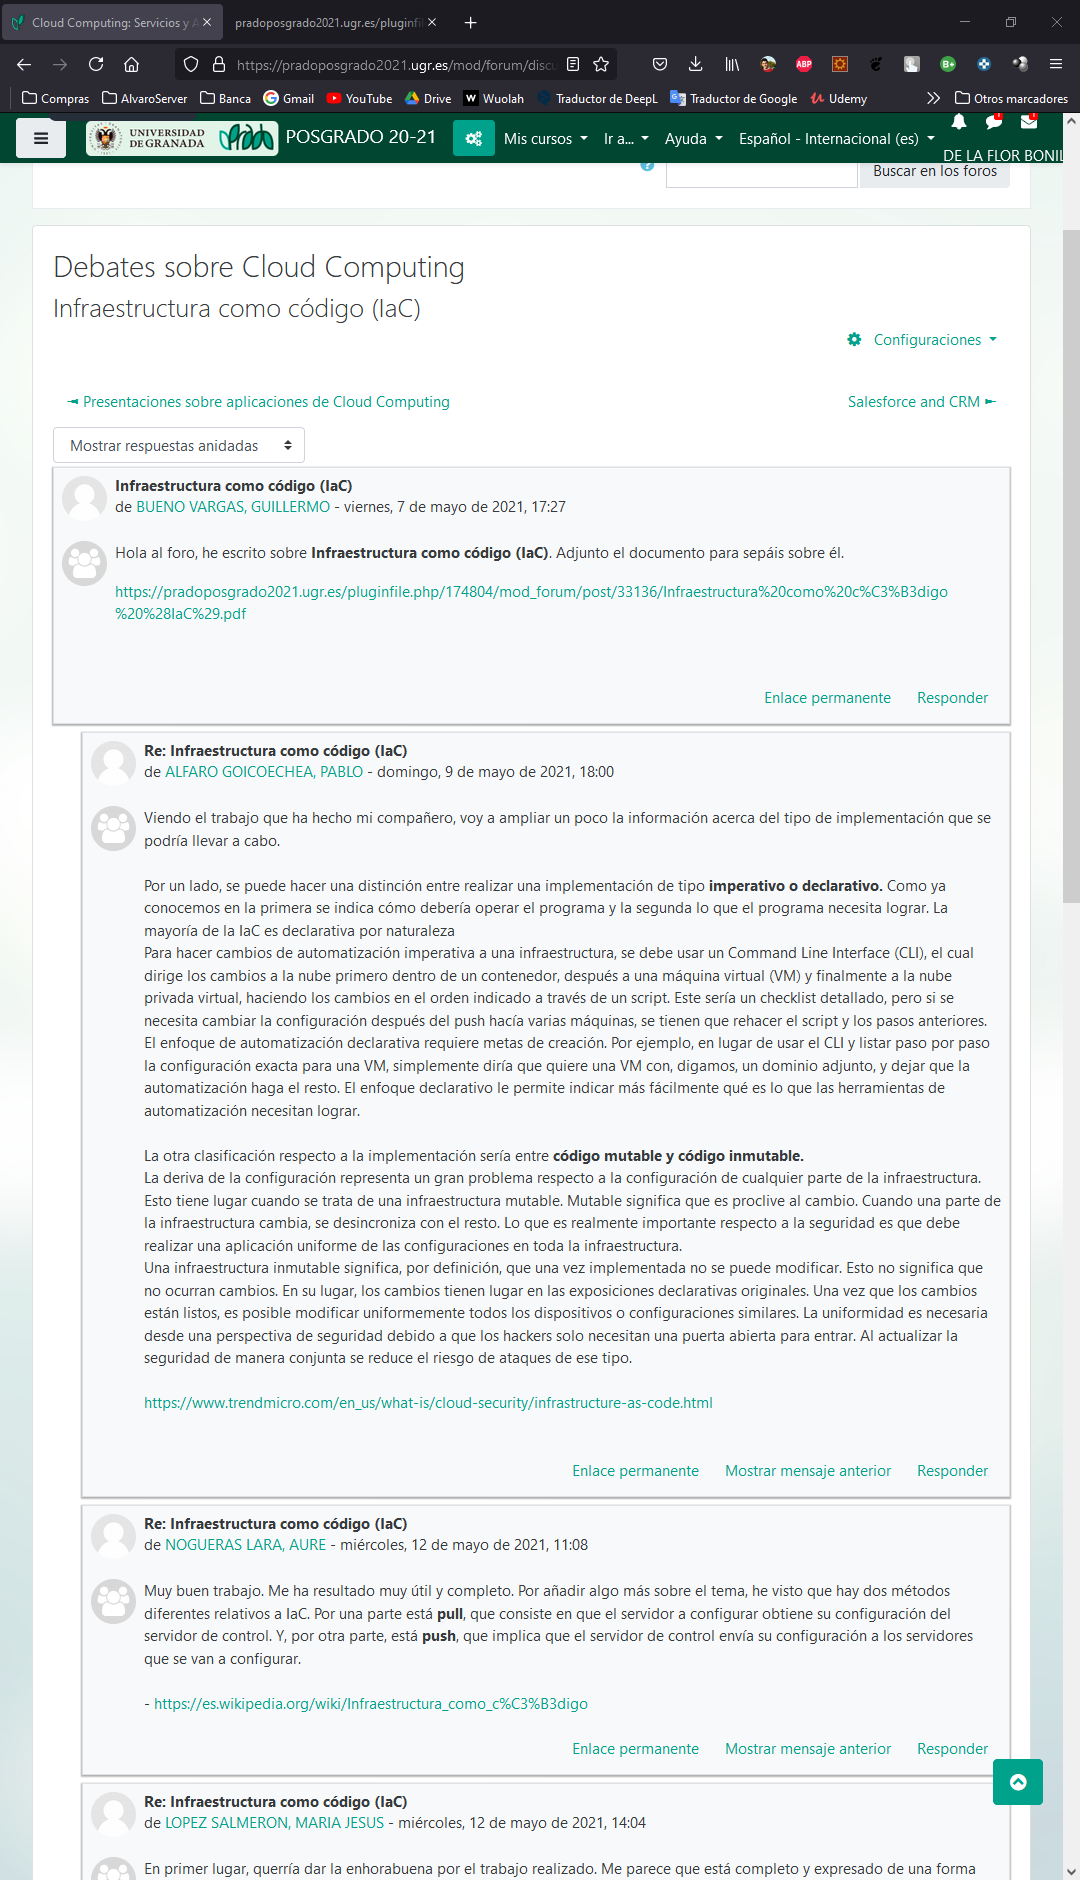 Cloud Computing: Servicios y A
pradoposgrado2021.ugr.es/pluginfil
https://pradoposgrado2021.ugr.es/mod/forum/discu
ABP
B+
Compras
AlvaroServer
Banca
Gmail
YouTube
Drive
Wuolah
Traductor de DeepL
Traductor de Google
Udemy
Otros marcadores
UNIVERSIDAD
DE GRANADA
POSGRADO 20-21
Mis cursos
Ir a...
Ayuda
Español - Internacional (es)
DE LA FLOR BONIL
Buscar en los foros
Debates sobre Cloud Computing
Infraestructura como código (IaC)
Configuraciones
◄ Presentaciones sobre aplicaciones de Cloud Computing
Salesforce and CRM ►
Mostrar respuestas anidadas
Infraestructura como código (IaC)
de BUENO VARGAS, GUILLERMO - viernes, 7 de mayo de 2021, 17:27
Hola al foro, he escrito sobre Infraestructura como código (IaC). Adjunto el documento para sepáis sobre él.
https://pradoposgrado2021.ugr.es/pluginfile.php/174804/mod_forum/post/33136/Infraestructura%20como%20c%C3%B3digo
%20%28IaC%29.pdf
Enlace permanente
Responder
Re: Infraestructura como código (IaC)
de ALFARO GOICOECHEA, PABLO - domingo, 9 de mayo de 2021, 18:00
Viendo el trabajo que ha hecho mi compañero, voy a ampliar un poco la información acerca del tipo de implementación que se
podría llevar a cabo.
Por un lado, se puede hacer una distinción entre realizar una implementación de tipo imperativo o declarativo. Como ya
conocemos en la primera se indica cómo debería operar el programa y la segunda lo que el programa necesita lograr. La
mayoría de la IaC es declarativa por naturaleza
Para hacer cambios de automatización imperativa a una infraestructura, se debe usar un Command Line Interface (CLI), el cual
dirige los cambios a la nube primero dentro de un contenedor, después a una máquina virtual (VM) y finalmente a la nube
privada virtual, haciendo los cambios en el orden indicado a través de un script. Este sería un checklist detallado, pero si se
necesita cambiar la configuración después del push hacía varias máquinas, se tienen que rehacer el script y los pasos anteriores.
El enfoque de automatización declarativa requiere metas de creación. Por ejemplo, en lugar de usar el CLI y listar paso por paso
la configuración exacta para una VM, simplemente diría que quiere una VM con, digamos, un dominio adjunto, y dejar que la
automatización haga el resto. El enfoque declarativo le permite indicar más fácilmente qué es lo que las herramientas de
automatización necesitan lograr.
La otra clasificación respecto a la implementación sería entre código mutable y código inmutable.
La deriva de la configuración representa un gran problema respecto a la configuración de cualquier parte de la infraestructura.
Esto tiene lugar cuando se trata de una infraestructura mutable. Mutable significa que es proclive al cambio. Cuando una parte de
la infraestructura cambia, se desincroniza con el resto. Lo que es realmente importante respecto a la seguridad es que debe
realizar una aplicación uniforme de las configuraciones en toda la infraestructura.
Una infraestructura inmutable significa, por definición, que una vez implementada no se puede modificar. Esto no significa que
no ocurran cambios. En su lugar, los cambios tienen lugar en las exposiciones declarativas originales. Una vez que los cambios
están listos, es posible modificar uniformemente todos los dispositivos o configuraciones similares. La uniformidad es necesaria
desde una perspectiva de seguridad debido a que los hackers solo necesitan una puerta abierta para entrar. Al actualizar la
seguridad de manera conjunta se reduce el riesgo de ataques de ese tipo.
https://www.trendmicro.com/en_us/what-is/cloud-security/infrastructure-as-code.html
Enlace permanente
Mostrar mensaje anterior
Responder
Re: Infraestructura como código (IaC)
de NOGUERAS LARA, AURE - miércoles, 12 de mayo de 2021, 11:08
Muy buen trabajo. Me ha resultado muy útil y completo. Por añadir algo más sobre el tema, he visto que hay dos métodos
diferentes relativos a IaC. Por una parte está pull, que consiste en que el servidor a configurar obtiene su configuración del
servidor de control. Y, por otra parte, está push, que implica que el servidor de control envía su configuración a los servidores
que se van a configurar.
- https://es.wikipedia.org/wiki/Infraestructura_como_c%C3%B3digo
Enlace permanente
Mostrar mensaje anterior
Responder
Re: Infraestructura como código (IaC)
de LOPEZ SALMERON, MARIA JESUS - miércoles, 12 de mayo de 2021, 14:04
En primer lugar, querría dar la enhorabuena por el trabajo realizado. Me parece que está completo y expresado de una forma